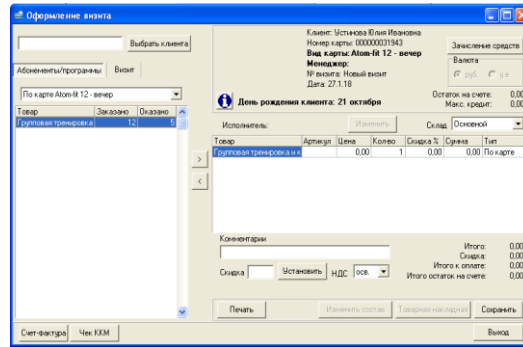 Оформление визита
Выбрать клиента
Абонементы/программы Визит
По карте Atom-fit 12 - вечер
Товар Заказано Оказано
Групповая тренировка 12 5
Клиент: Устинова Юлия Ивановна
Номер карты: 000000031943
Вид карты: Atom-fit 12 - вечер
Менеджер:
№ визита: Новый визит
Дата: 27.1.18
День рождения клиента: 21 октября
Зачисление средств
Валюта
руб. у.е.
Остаток на счете: 0,00
Макс. кредит: 0,00
Исполнитель: Изменить Склад Основной
Товар Артикул Цена Кол-во Скидка % Сумма Тип
Групповая тренировка и к 0,00 1 0,00 0,00 По карте
>
<
Комментарии
Скидка Установить НДС осв.
Итого: 0,00
Скидка: 0,00
Итого к оплате: 0,00
Итого остаток на счете: 0,00
Печать Изменить состав Товарная накладная Сохранить
Счет-фактура Чек ККМ Выход